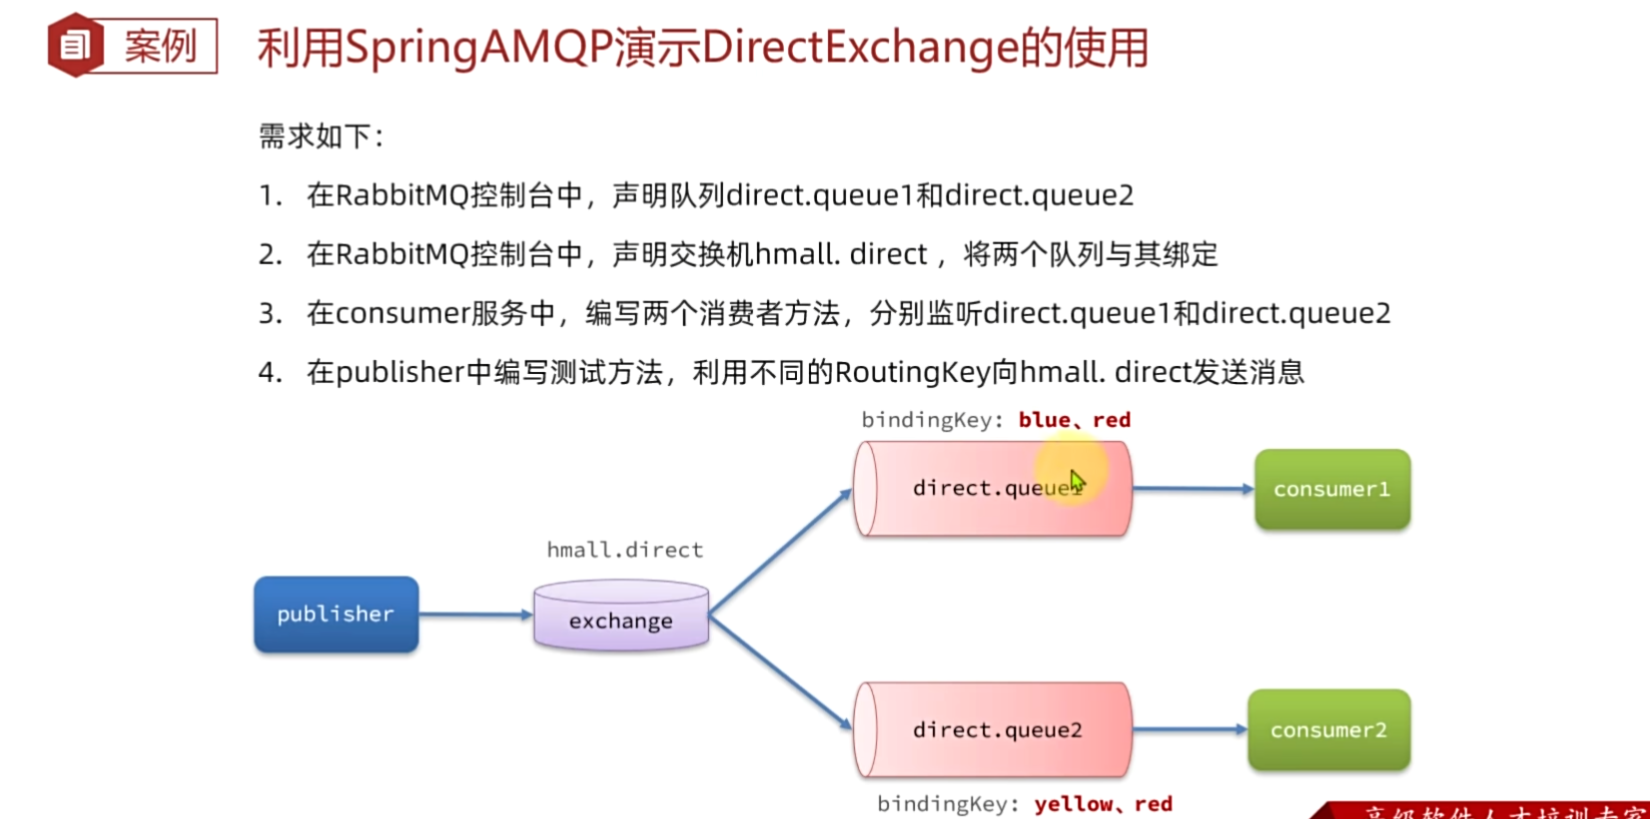 案例
利用SpringAMQP演示DirectExchange的使用
需求如下：
1. 在RabbitMQ控制台中，声明队列direct.queue1和direct.queue2
2. 在RabbitMQ控制台中，声明交换机hmall. direct ，将两个队列与其绑定
3. 在consumer服务中，编写两个消费者方法，分别监听direct.queue1和direct.queue2
4. 在publisher中编写测试方法，利用不同的RoutingKey向hmall. direct发送消息
bindingKey: blue、red
direct.queue1
consumer1
hmall.direct
publisher
exchange
direct.queue2
consumer2
bindingKey: yellow、red
高级软件人才培训专家